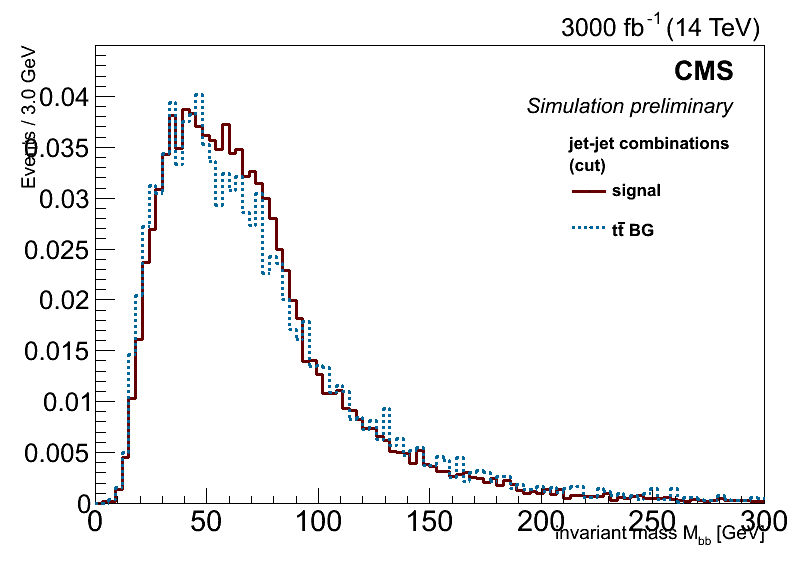 3000 fb-1 (14 TeV)
CMS
Simulation preliminary
jet-jet combinations
(cut)
signal
tt̅ BG
Events / 3.0 GeV
0.04
0.035
0.03
0.025
0.02
0.015
0.01
0.005
0
0 50 100 150 200 250 300
invariant mass Mbb [GeV]